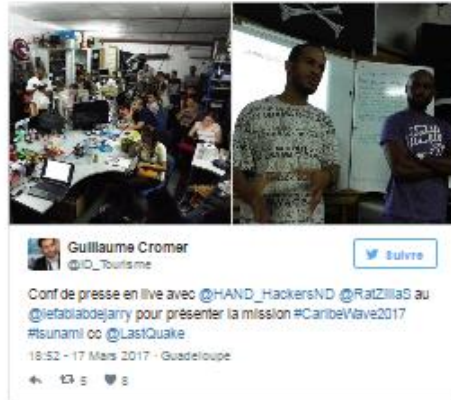 Guillaume Cromer
@ID_Tourisme
Suivre
Conf de presse en live avec @HAND_HackersND @RatZillaS au
@lefablabdejarry pour présenter la mission #CaribeWave2017
#tsunami cc @LastQuake
18:52 - 17 Mars 2017 · Guadeloupe
5 8